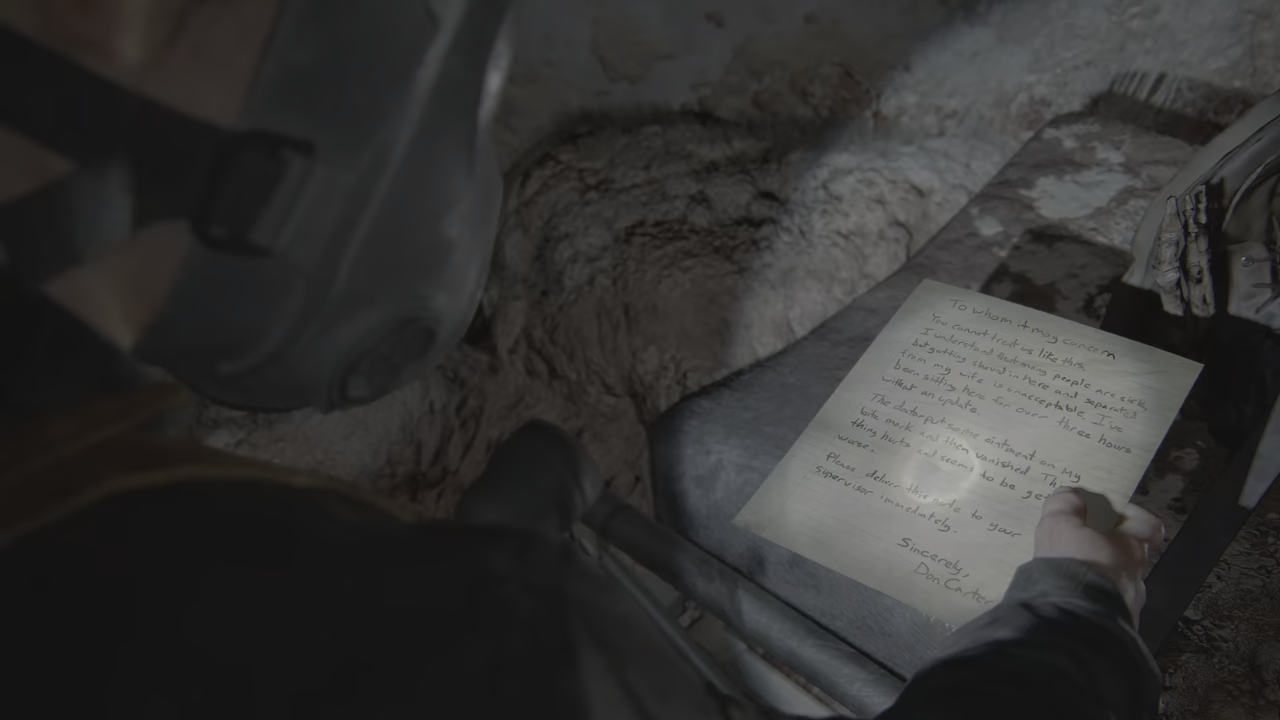 To whom it may concern
You cannot treat us like this.
I understand that many people are sick,
but getting shoved in here and separated
from my wife is unacceptable. I've
been sitting here for over three hours
without an update.
The doctor put some ointment on my
bite mark and then vanished. The
thing hurts and seems to be get
worse.
Please deliver this note to your
supervisor immediately.
Sincerely,
Don Carter